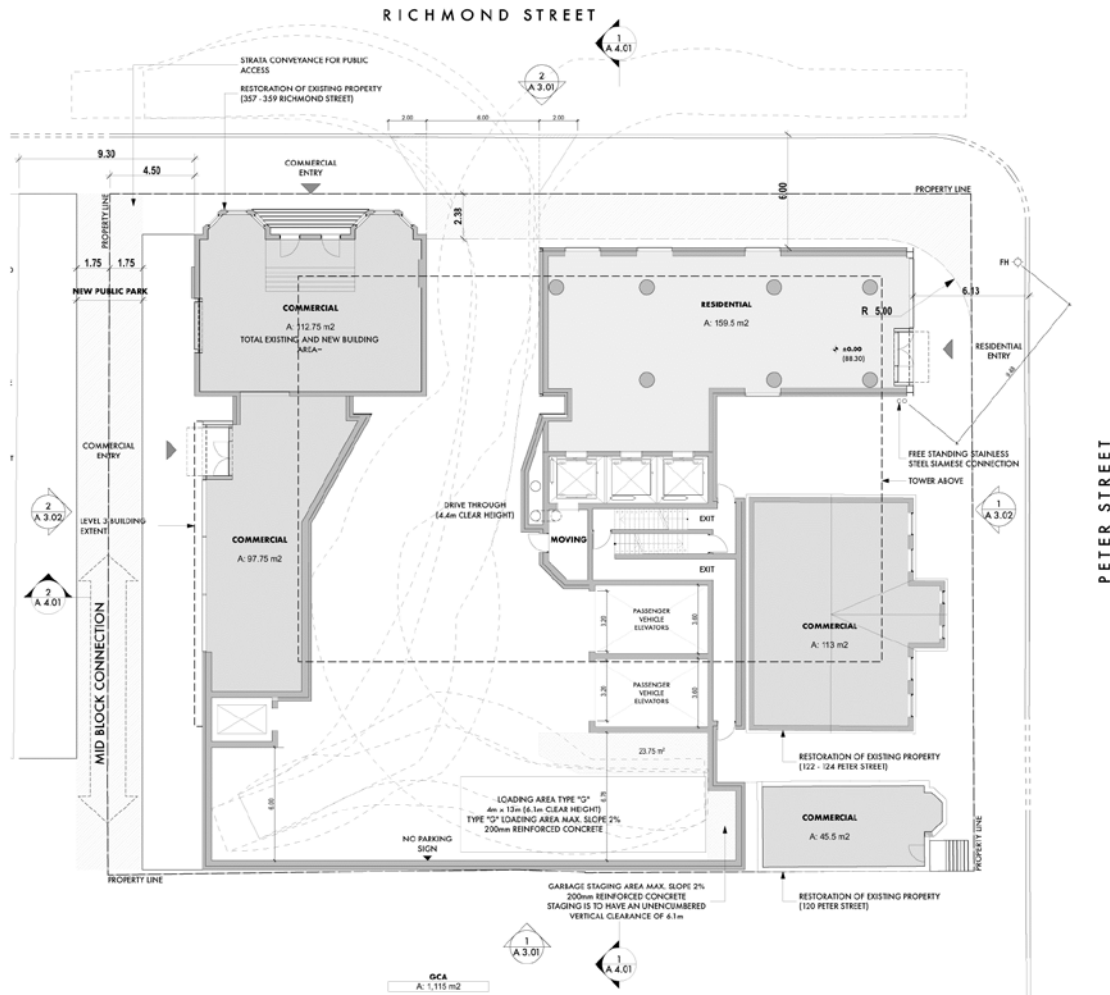 RICHMOND STREET
1
A 4.01
STRATA CONVEYANCE FOR PUBLIC
ACCESS
2
A 3.01
RESTORATION OF EXISTING PROPERTY
(357 - 359 RICHMOND STREET)
2.00
6.00
2.00
9.30
4.50
COMMERCIAL
ENTRY
6.00
PROPERTY LINE
PROPERTY LINE
2.38
1.75
1.75
NEW PUBLIC PARK
FH
6.13
R 5.00
COMMERCIAL
A: 112.75 m2
TOTAL EXISTING AND NEW BUILDING
AREA=
RESIDENTIAL
A: 159.5 m2
±0.00
(88.30)
RESIDENTIAL
ENTRY
COMMERCIAL
ENTRY
FREE STANDING STAINLESS
STEEL SIAMESE CONNECTION
TOWER ABOVE
PETER STREET
2
A 3.02
LEVEL 3 BUILDING
EXTENT
DRIVE THROUGH
(4.4m CLEAR HEIGHT)
1
A 3.02
COMMERCIAL
A: 97.75 m2
MOVING
EXIT
EXIT
2
A 4.01
MID BLOCK CONNECTION
3.20
PASSENGER
VEHICLE
ELEVATORS
3.60
COMMERCIAL
A: 113 m2
3.20
PASSENGER
VEHICLE
ELEVATORS
3.60
23.75 m²
RESTORATION OF EXISTING PROPERTY
(122 - 124 PETER STREET)
6.00
LOADING AREA TYPE "G"
4m x 13m (6.1m CLEAR HEIGHT)
TYPE "G" LOADING AREA MAX. SLOPE 2%
200mm REINFORCED CONCRETE
6.78
NO PARKING
SIGN
COMMERCIAL
A: 45.5 m2
PROPERTY LINE
PROPERTY LINE
GARBAGE STAGING AREA MAX. SLOPE 2%
200mm REINFORCED CONCRETE
STAGING IS TO HAVE AN UNENCUMBERED
VERTICAL CLEARANCE OF 6.1m
RESTORATION OF EXISTING PROPERTY
(120 PETER STREET)
1
A 3.01
1
A 4.01
GCA
A: 1,115 m2